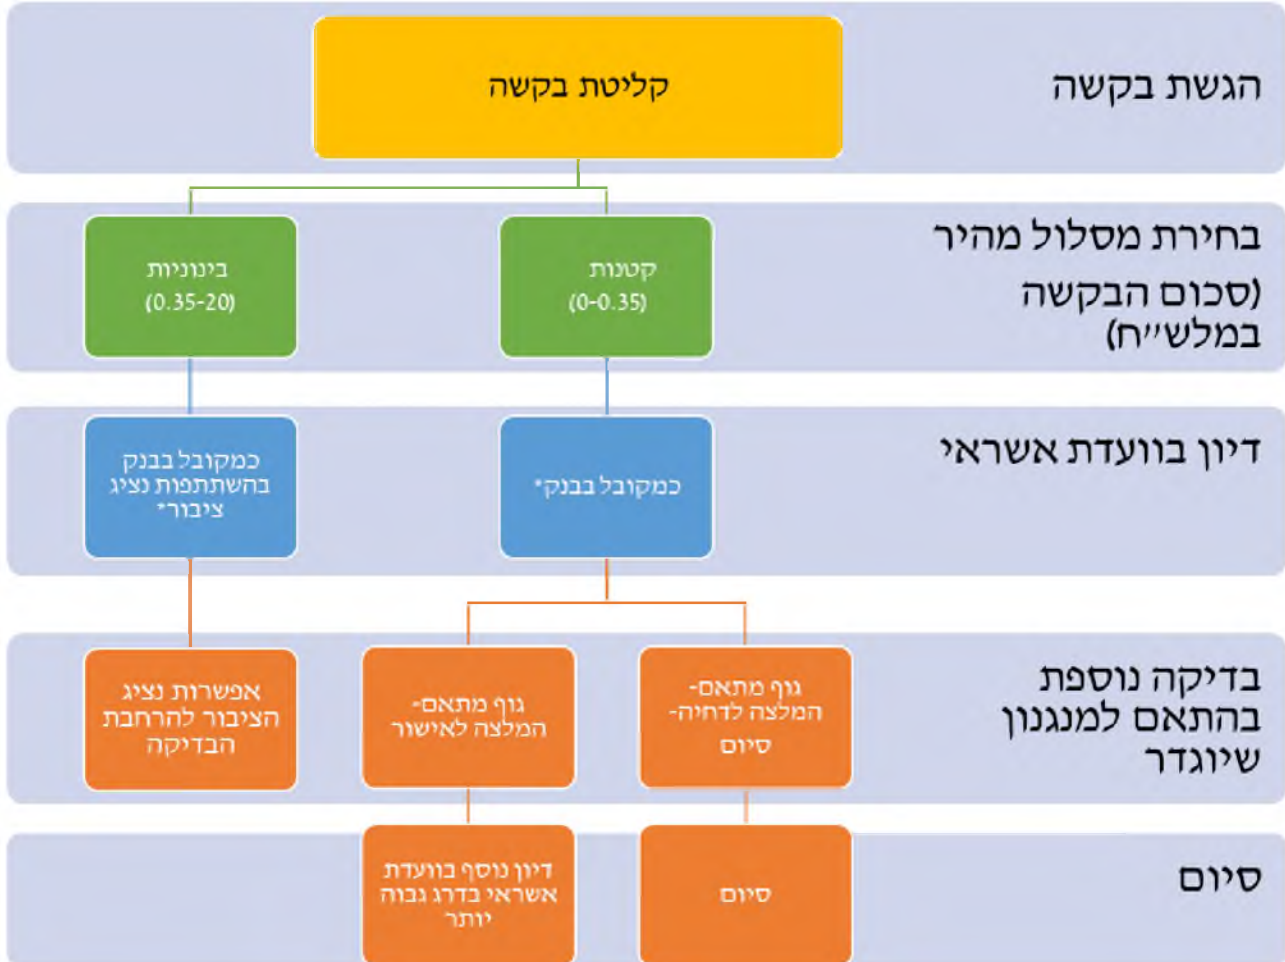 הגשת בקשה
קליטת בקשה
בחירת מסלול מהיר
(סכום הבקשה
במלש״ח)
קטנות
(0-0.35)
בינוניות
(0.35-20)
דיון בוועדת אשראי
כמקובל בבנק*
כמקובל בבנק
בהשתתפות נציג
ציבור*
בדיקה נוספת
בהתאם למנגנון
שיוגדר
גוף מתאם-
המלצה לדחיה-
סיום
גוף מתאם-
המלצה לאישור
אפשרות נציג
הציבור להרחבת
הבדיקה
סיום
סיום
דיון נוסף בוועדת
אשראי בדרג גבוה
יותר